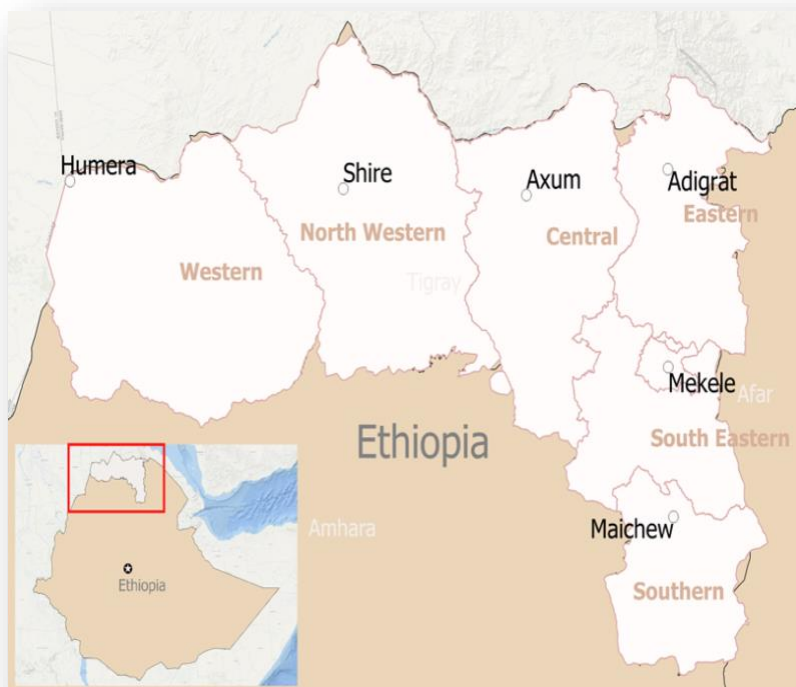 Humera
Shire
Axum
Adigrat
Eastern
North Western
Central
Western
Tigray
Mekele
Afar
Ethiopia
South Eastern
Amhara
Maichew
Ethiopia
Southern